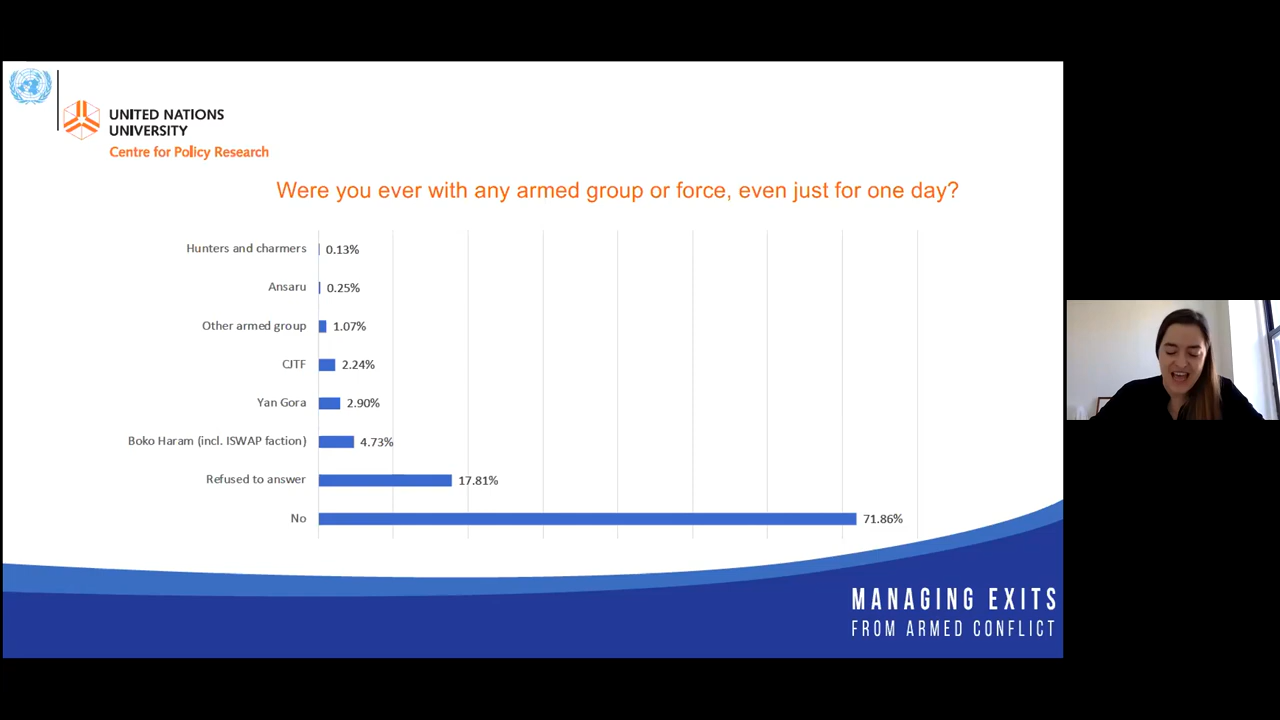 UNITED NATIONS
UNIVERSITY
Centre for Policy Research
Were you ever with any armed group or force, even just for one day?
Hunters and charmers 0.13%
Ansaru 0.25%
Other armed group 1.07%
CJTF 2.24%
Yan Gora 2.90%
Boko Haram (incl. ISWAP faction) 4.73%
Refused to answer 17.81%
No 71.86%
MANAGING EXITS
FROM ARMED CONFLICT